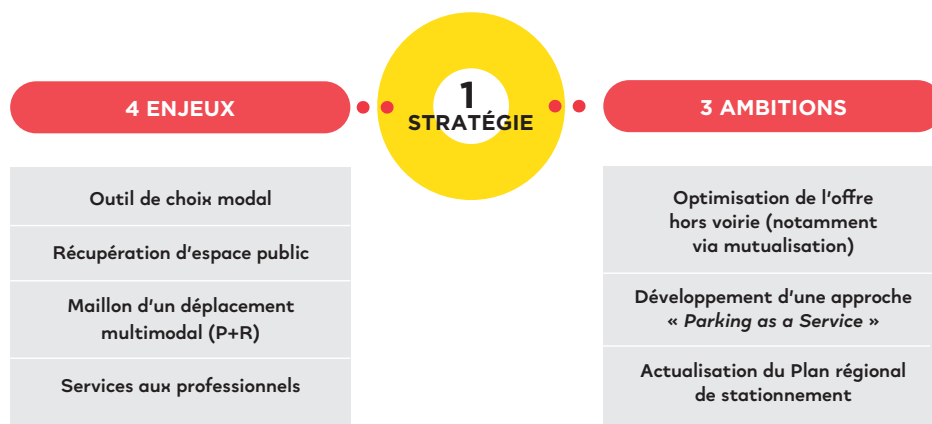 4 ENJEUX
Outil de choix modal
Récupération d'espace public
Maillon d'un déplacement
multimodal (P+R)
Services aux professionnels
1
STRATÉGIE
3 AMBITIONS
Optimisation de l'offre
hors voirie (notamment
via mutualisation)
Développement d'une approche
« Parking as a Service »
Actualisation du Plan régional
de stationnement